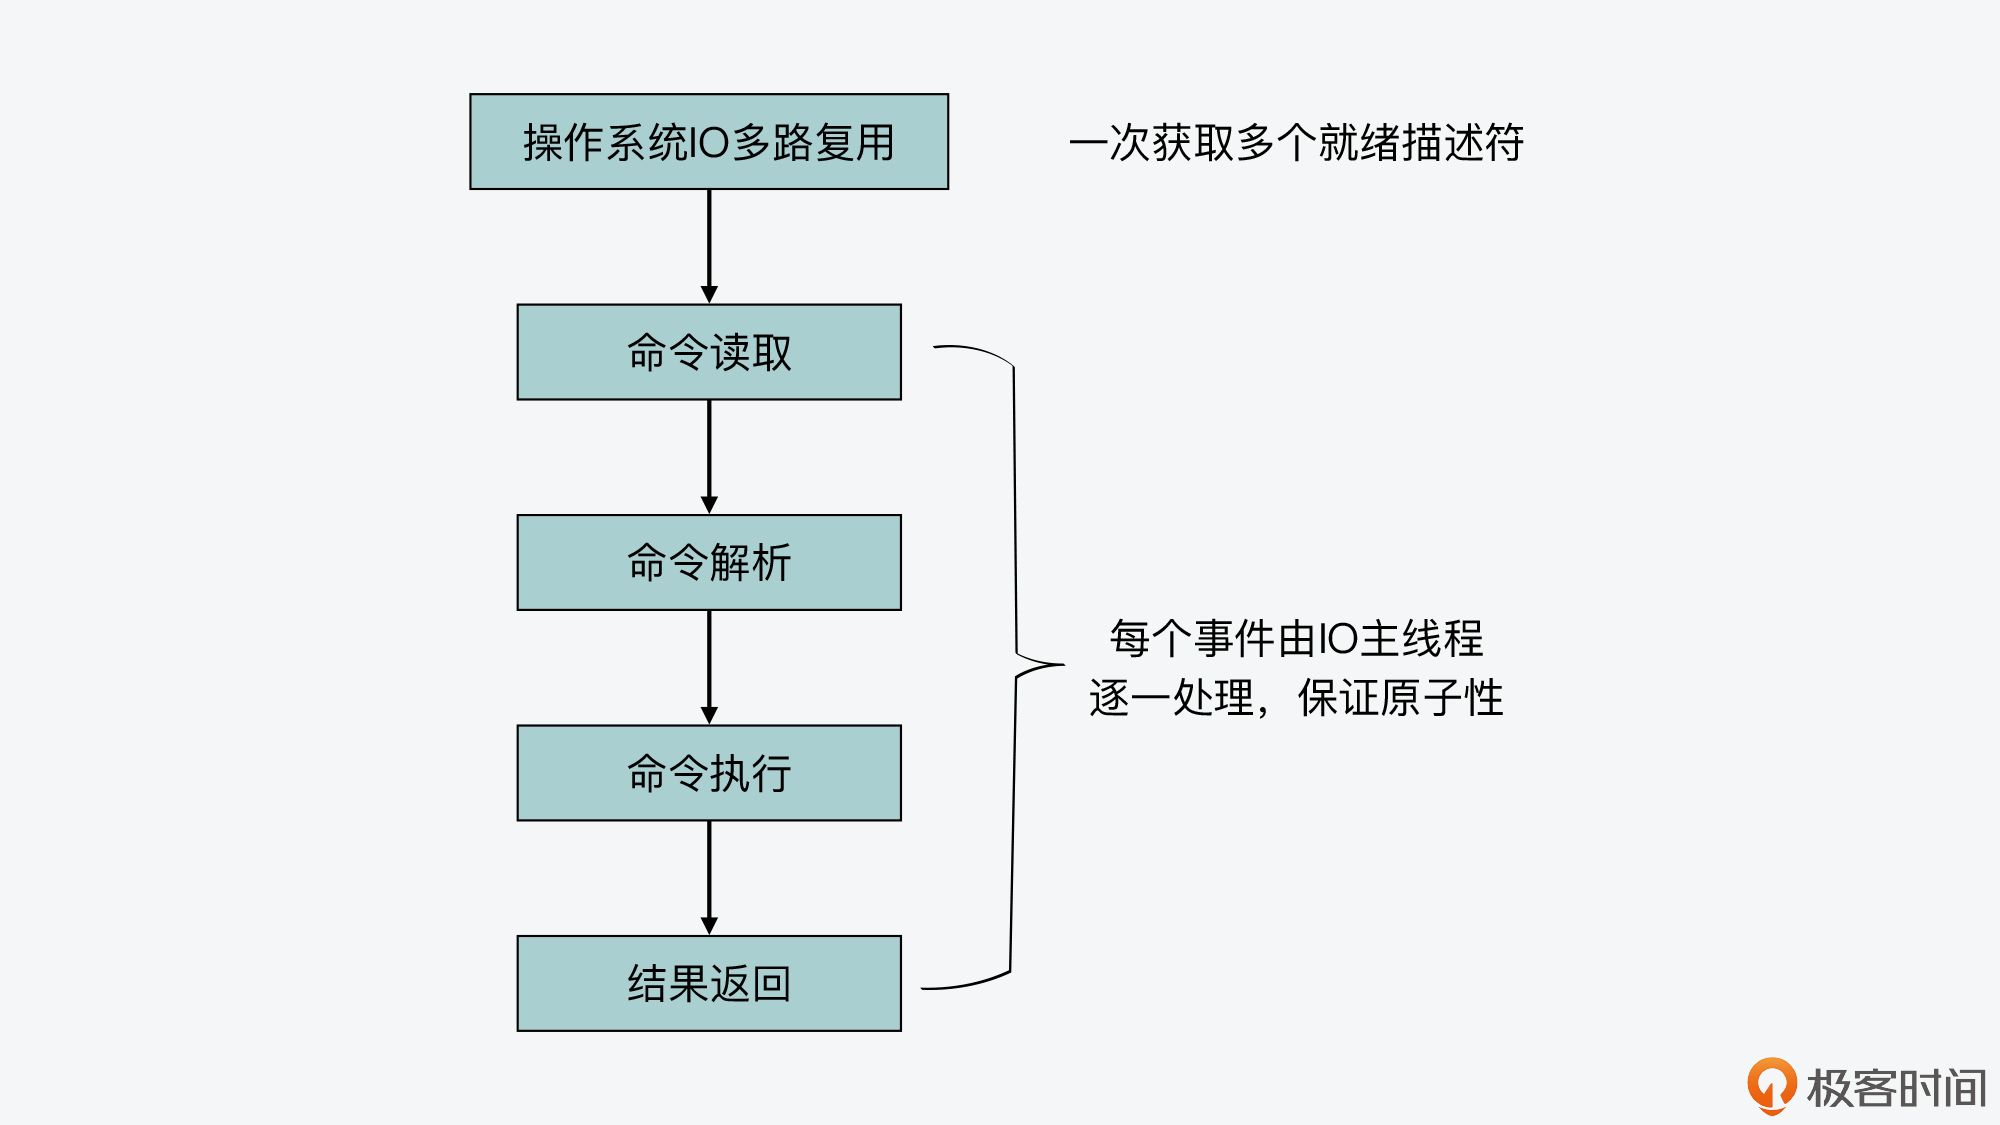 操作系统IO多路复用
一次获取多个就绪描述符
命令读取
命令解析
每个事件由IO主线程
逐一处理，保证原子性
命令执行
结果返回
极客时间